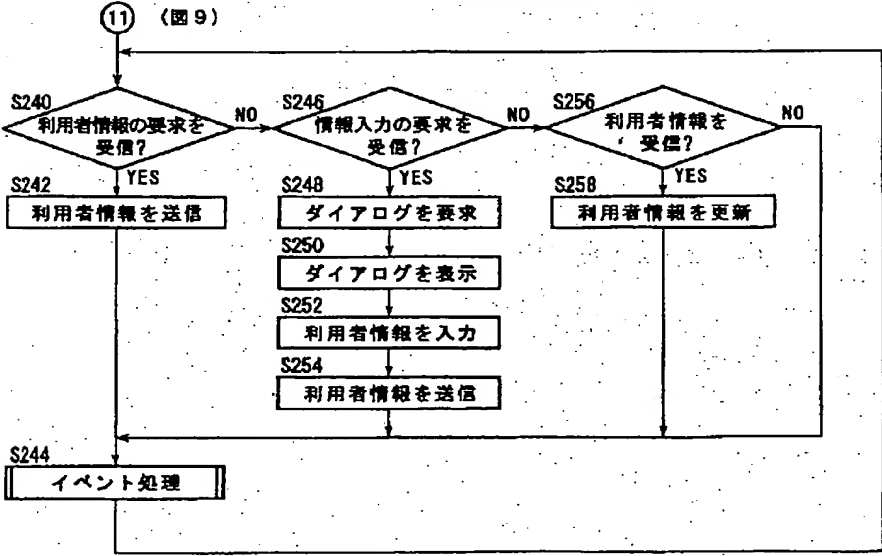 11 (図9)
S240
利用者情報の要求を
受信?
NO
YES
S242
利用者情報を送信
S246
情報入力の要求を
受信?
NO
YES
S248
ダイアログを要求
S250
ダイアログを表示
S252
利用者情報を入力
S254
利用者情報を送信
S256
利用者情報を
受信?
NO
YES
S258
利用者情報を更新
S244
イベント処理